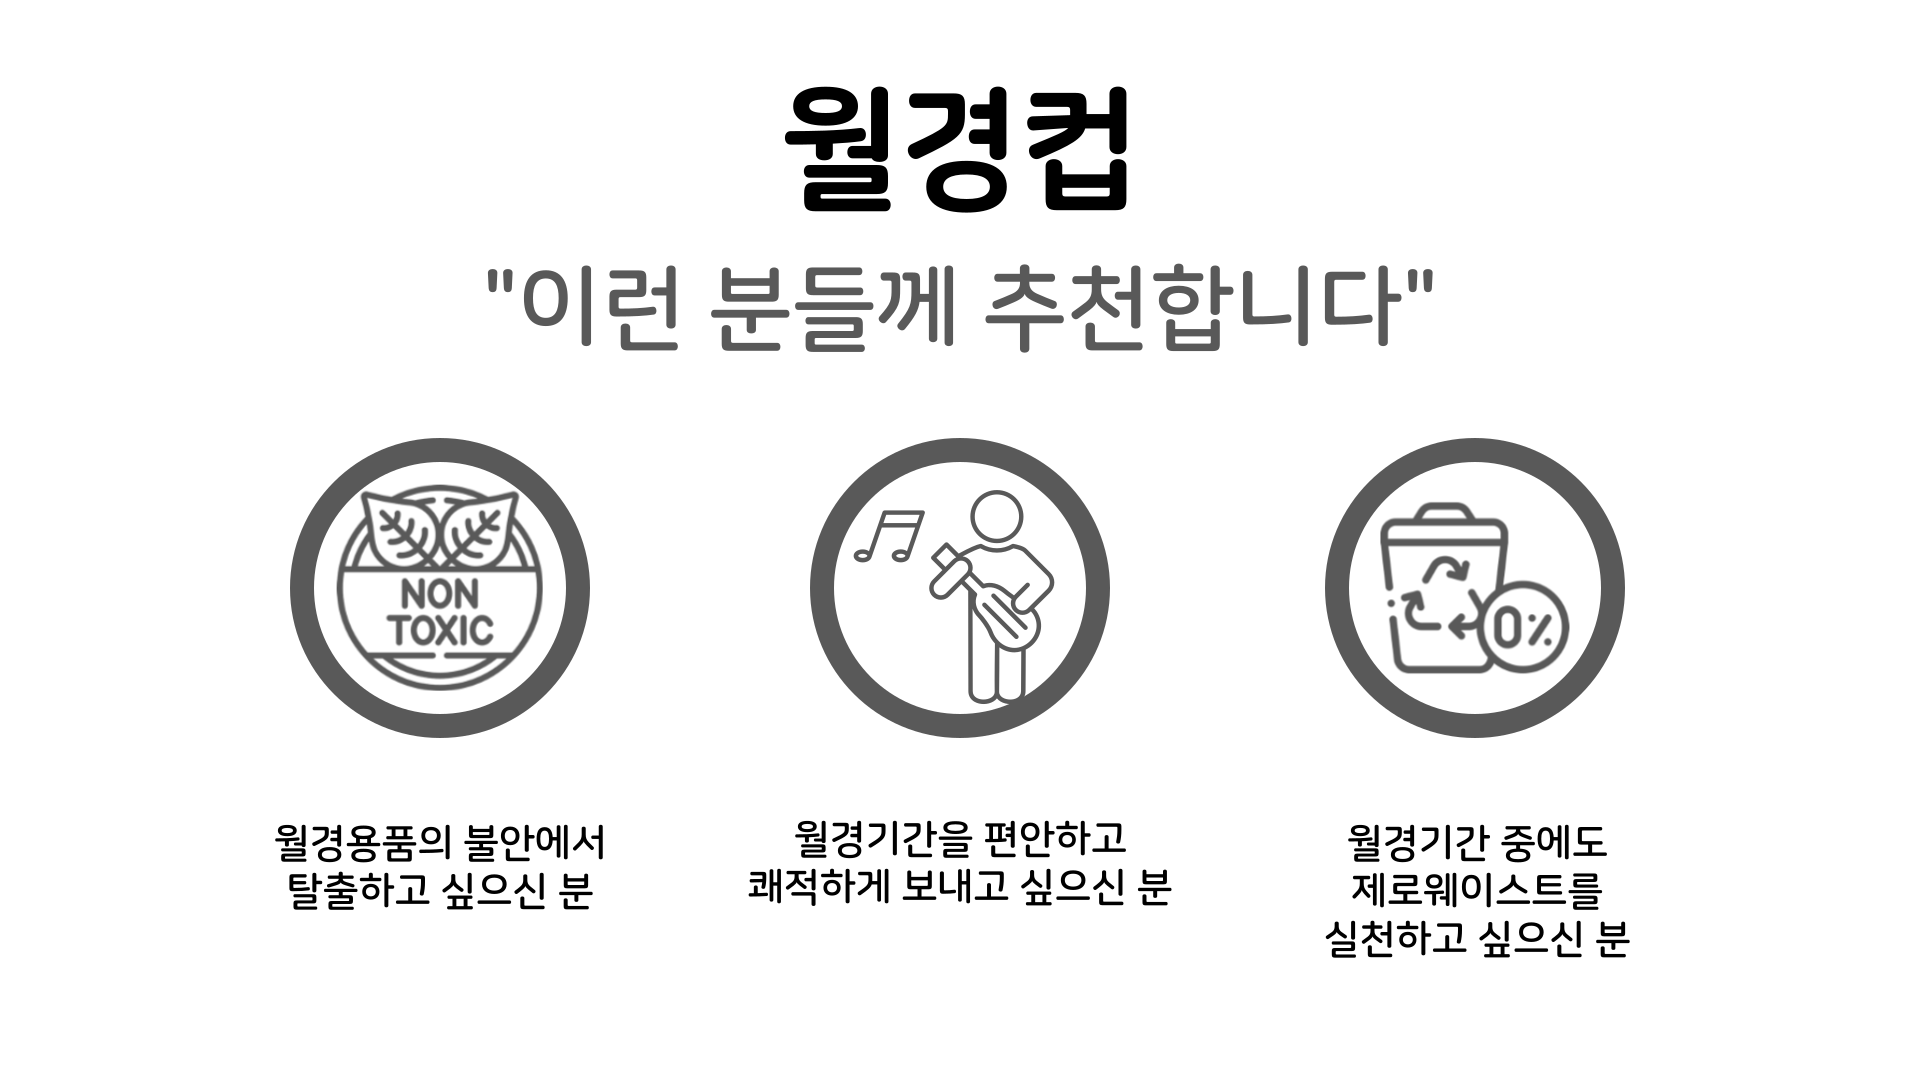 월경컵
"이런 분들께 추천합니다"
NON
TOXIC
0%
월경용품의 불안에서
탈출하고 싶으신 분
월경기간을 편안하고
쾌적하게 보내고 싶으신 분
월경기간 중에도
제로웨이스트를
실천하고 싶으신 분